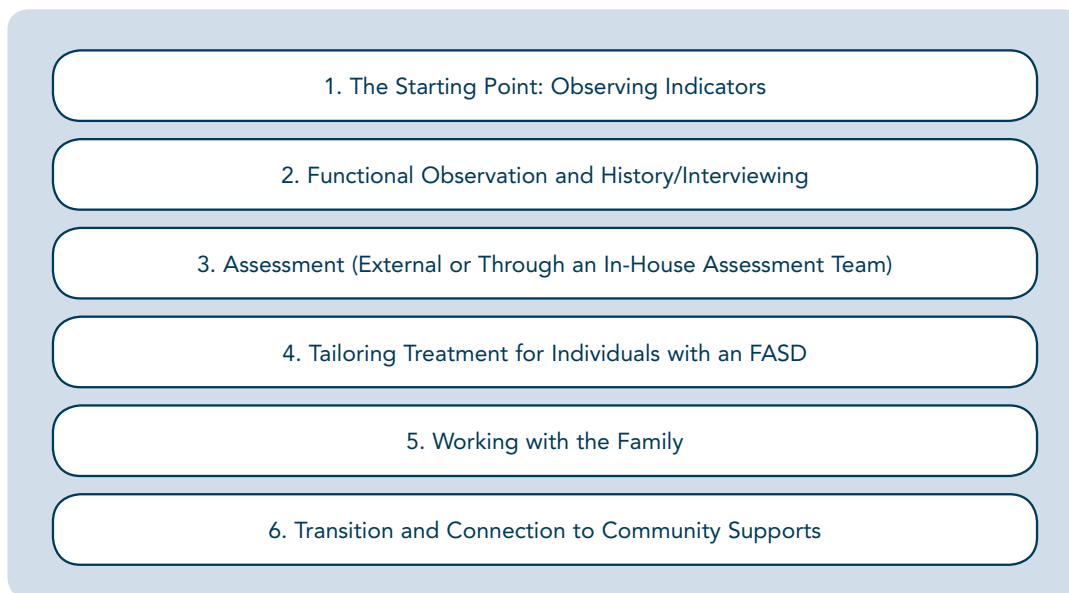 1. The Starting Point: Observing Indicators
2. Functional Observation and History/Interviewing
3. Assessment (External or Through an In-House Assessment Team)
4. Tailoring Treatment for Individuals with an FASD
5. Working with the Family
6. Transition and Connection to Community Supports